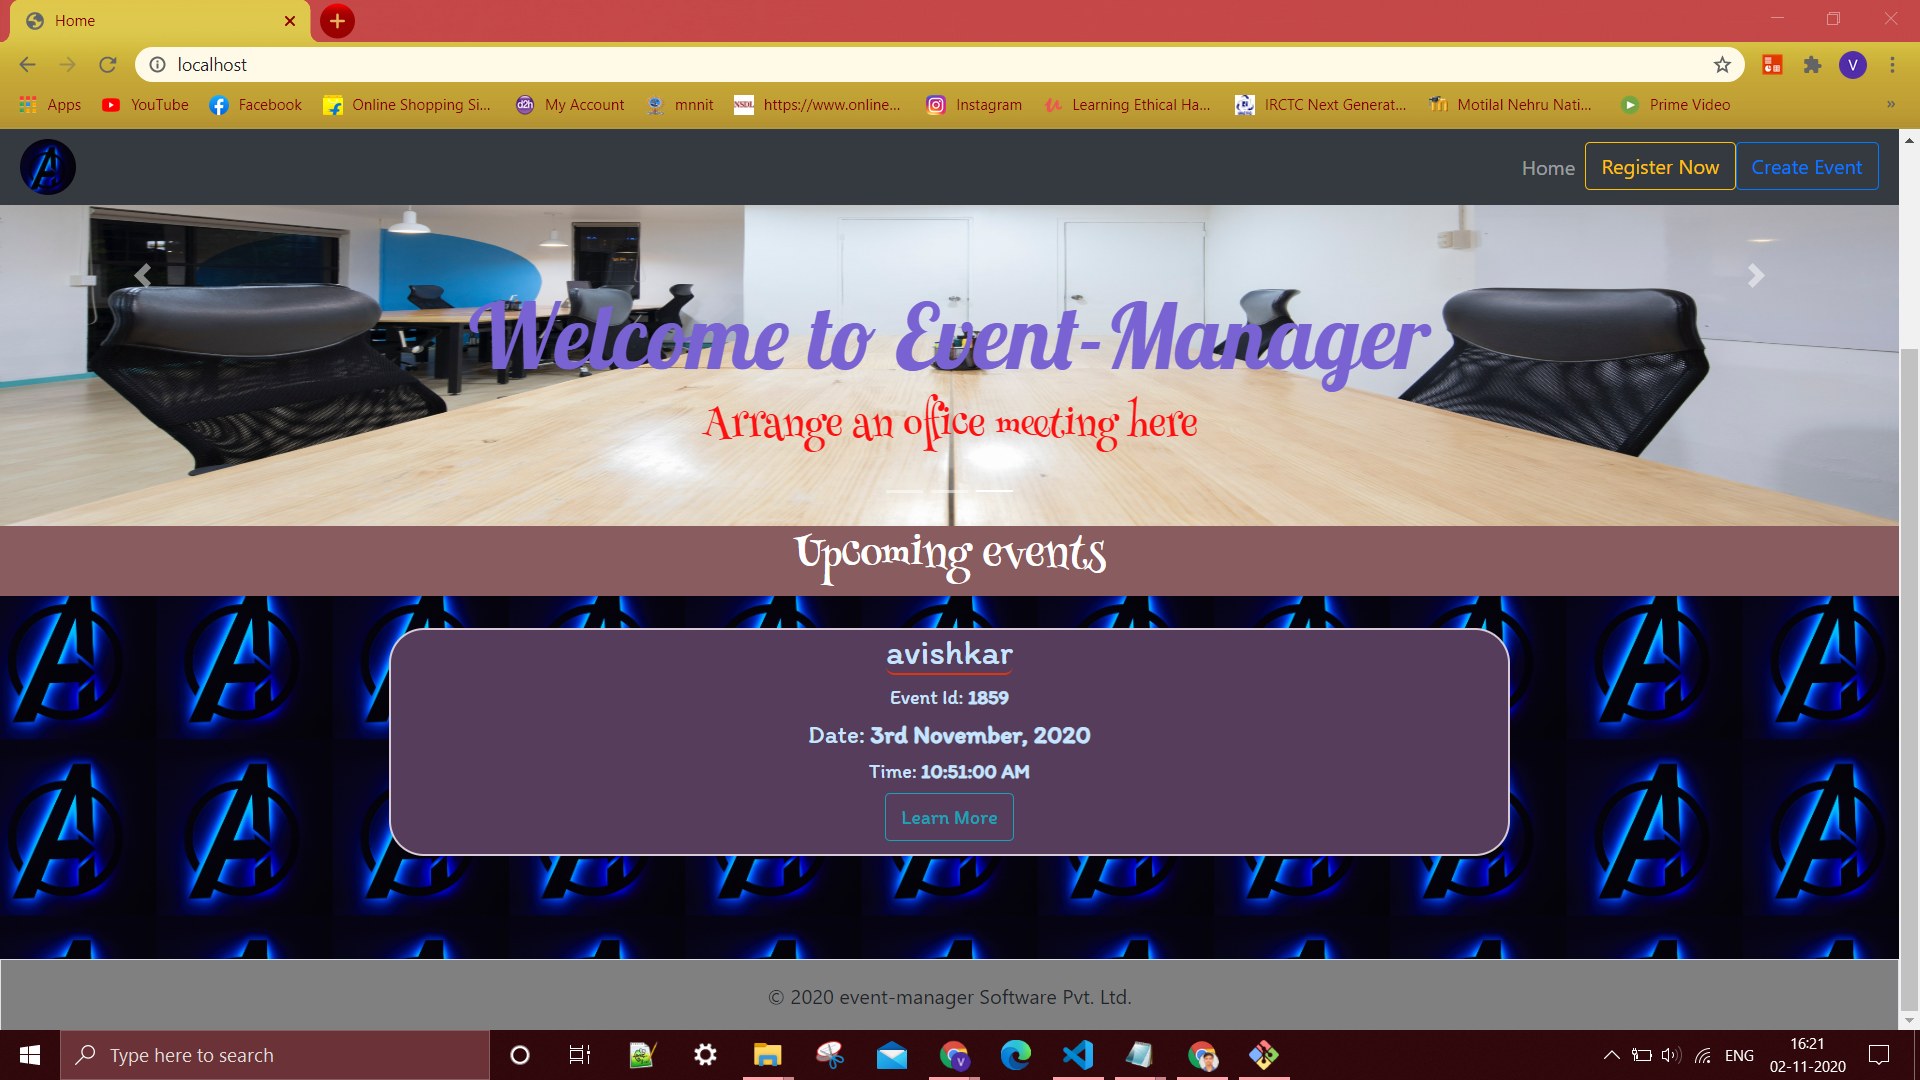 Home
localhost
V
Apps
YouTube
Facebook
Online Shopping Si...
d2h
My Account
mnnit
NSDL
https://www.online...
Instagram
Learning Ethical Ha...
IRCTC Next Generat...
Motilal Nehru Nati...
Prime Video
»
Home
Register Now
Create Event
Welcome to Event-Manager
Arrange an office meeting here
Upcoming events
avishkar
Event Id: 1859
Date: 3rd November, 2020
Time: 10:51:00 AM
Learn More
© 2020 event-manager Software Pvt. Ltd.
Type here to search
V
ENG
16:21
02-11-2020